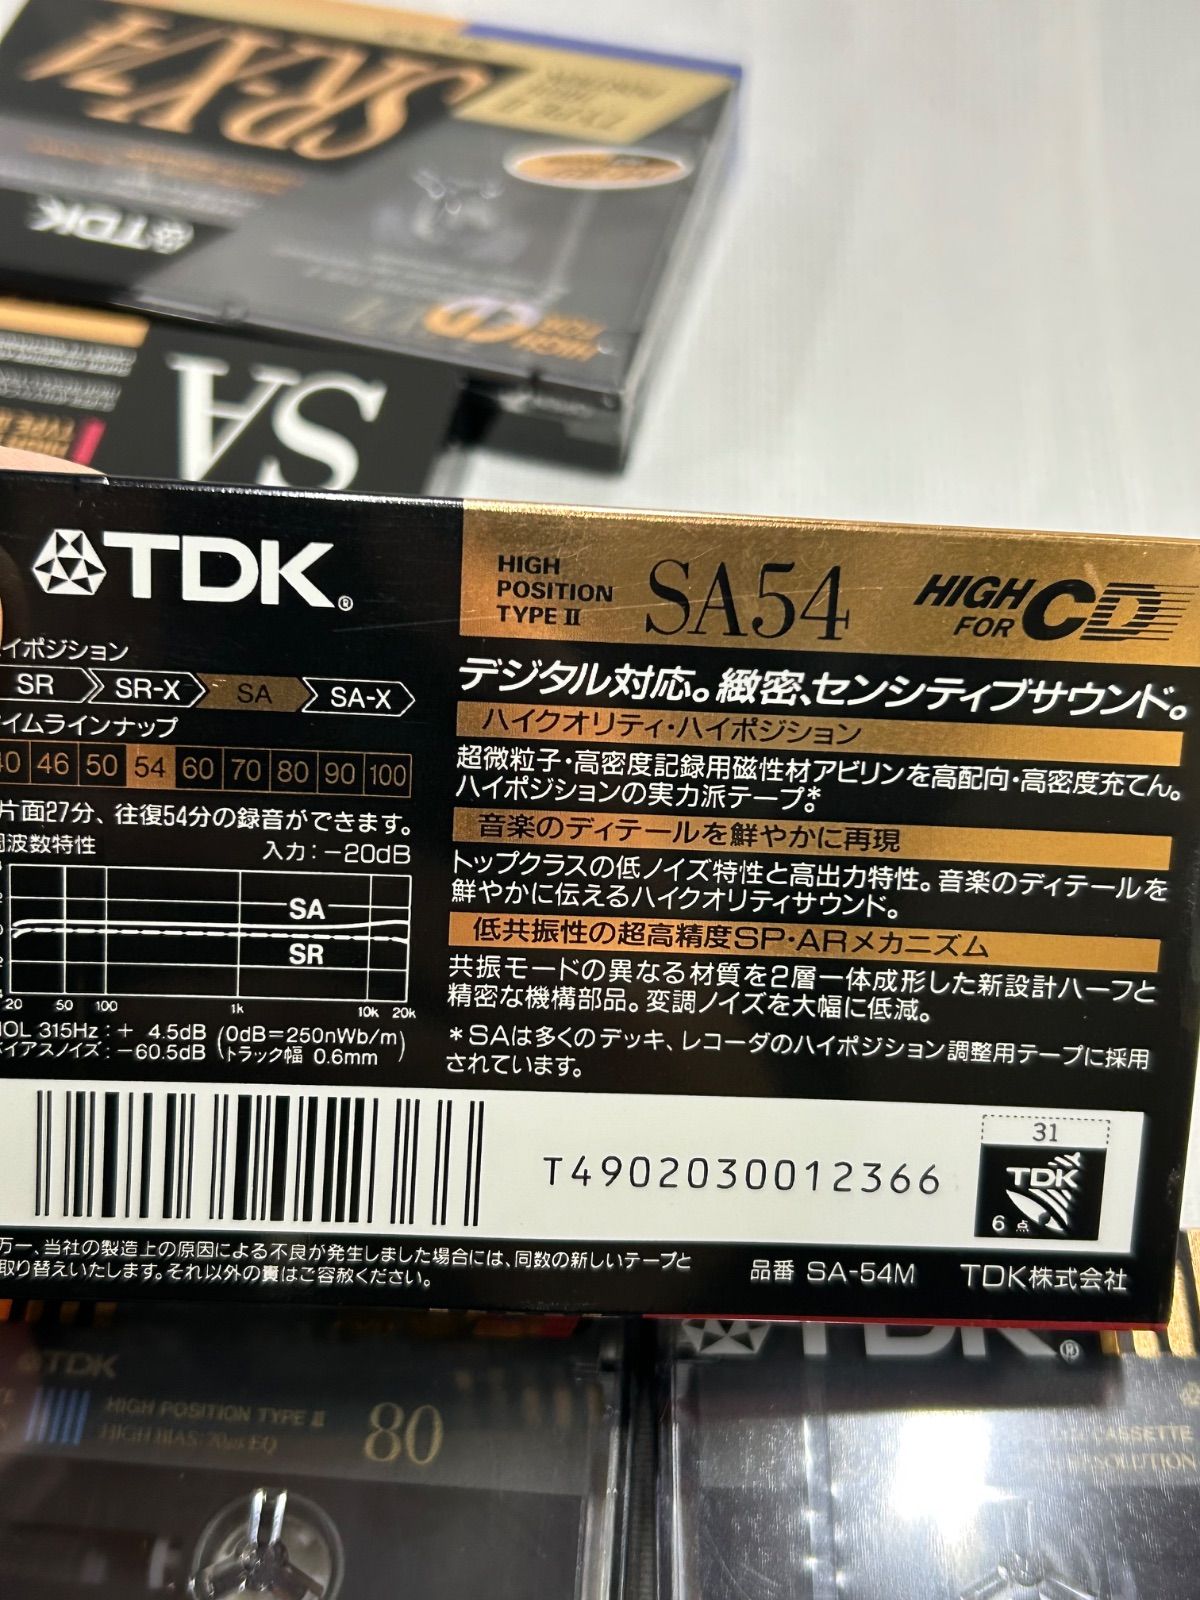 SR-X74
TDK
HIGH FOR CD
SA
TDK®
HIGH POSITION TYPE II
SA54
HIGH FOR CD
イポジション
SR SR-X SA SA-X
イムラインナップ
40 46 50 54 60 70 80 90 100
片面27分、往復54分の録音ができます。
周波数特性 入力：－20dB
SA
SR
20 50 100 1k 10k 20k
MOL 315Hz：＋ 4.5dB (0dB=250nWb/m)
バイアスノイズ：－60.5dB トラック幅 0.6mm
デジタル対応。緻密、センシティブサウンド。
ハイクオリティ・ハイポジション
超微粒子・高密度記録用磁性材アビリンを高配向・高密度充てん。
ハイポジションの実力派テープ。*
音楽のディテールを鮮やかに再現
トップクラスの低ノイズ特性と高出力特性。音楽のディテールを
鮮やかに伝えるハイクオリティサウンド。
低共振性の超高精度SP・ARメカニズム
共振モードの異なる材質を2層一体成形した新設計ハーフと
精密な機構部品。変調ノイズを大幅に低減。
*SAは多くのデッキ、レコーダのハイポジション調整用テープに採用
されています。
T4902030012366
31
TDK
6点
万一、当社の製造上の原因による不良が発生しました場合には、同数の新しいテープと
取り替えいたします。それ以外の責はご容赦ください。
品番 SA-54M TDK株式会社
TDK
HIGH POSITION TYPE II
HIGH BIAS: 70μs EQ
80
TDK®
CASSETTE